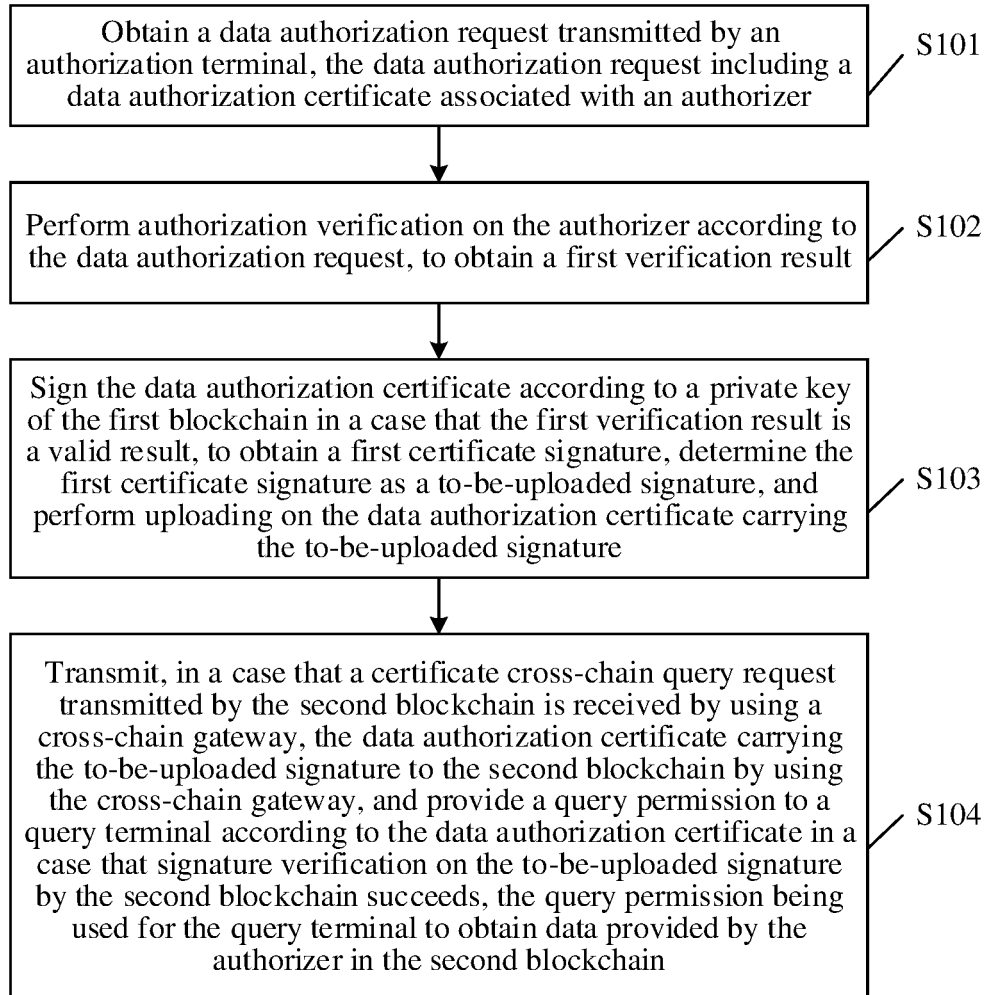 Obtain a data authorization request transmitted by an
authorization terminal, the data authorization request including a
data authorization certificate associated with an authorizer
S101
Perform authorization verification on the authorizer according to
the data authorization request, to obtain a first verification result
S102
Sign the data authorization certificate according to a private key
of the first blockchain in a case that the first verification result is
a valid result, to obtain a first certificate signature, determine the
first certificate signature as a to-be-uploaded signature, and
perform uploading on the data authorization certificate carrying
the to-be-uploaded signature
S103
Transmit, in a case that a certificate cross-chain query request
transmitted by the second blockchain is received by using a
cross-chain gateway, the data authorization certificate carrying
the to-be-uploaded signature to the second blockchain by using
the cross-chain gateway, and provide a query permission to a
query terminal according to the data authorization certificate in a
case that signature verification on the to-be-uploaded signature
by the second blockchain succeeds, the query permission being
used for the query terminal to obtain data provided by the
authorizer in the second blockchain
S104